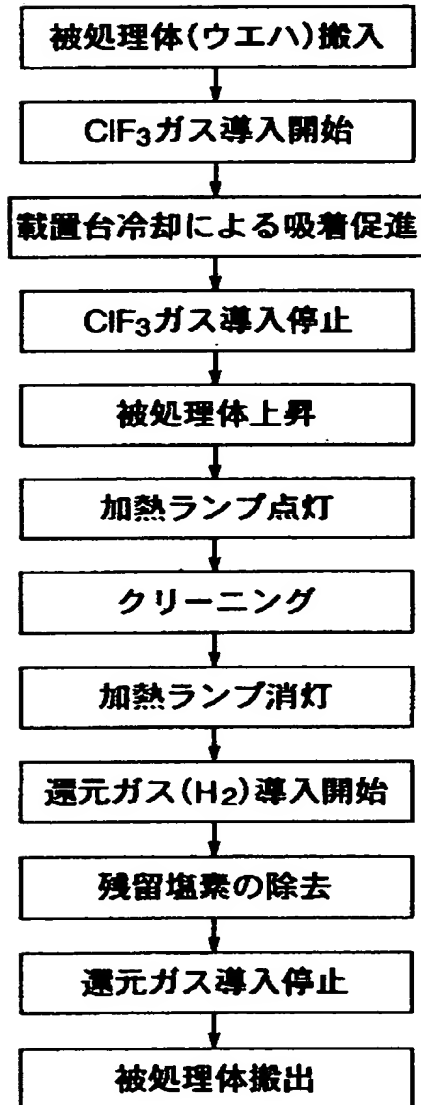 被処理体(ウエハ)搬入
ClF₃ガス導入開始
載置台冷却による吸着促進
ClF₃ガス導入停止
被処理体上昇
加熱ランプ点灯
クリーニング
加熱ランプ消灯
還元ガス(H₂)導入開始
残留塩素の除去
還元ガス導入停止
被処理体搬出